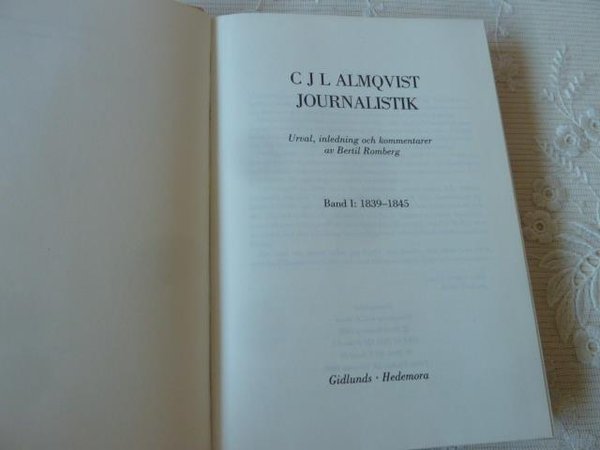 C J L ALMQVIST
JOURNALISTIK
Urval, inledning och kommentarer
av Bertil Romberg
Band I: 1839–1845
Gidlunds · Hedemora